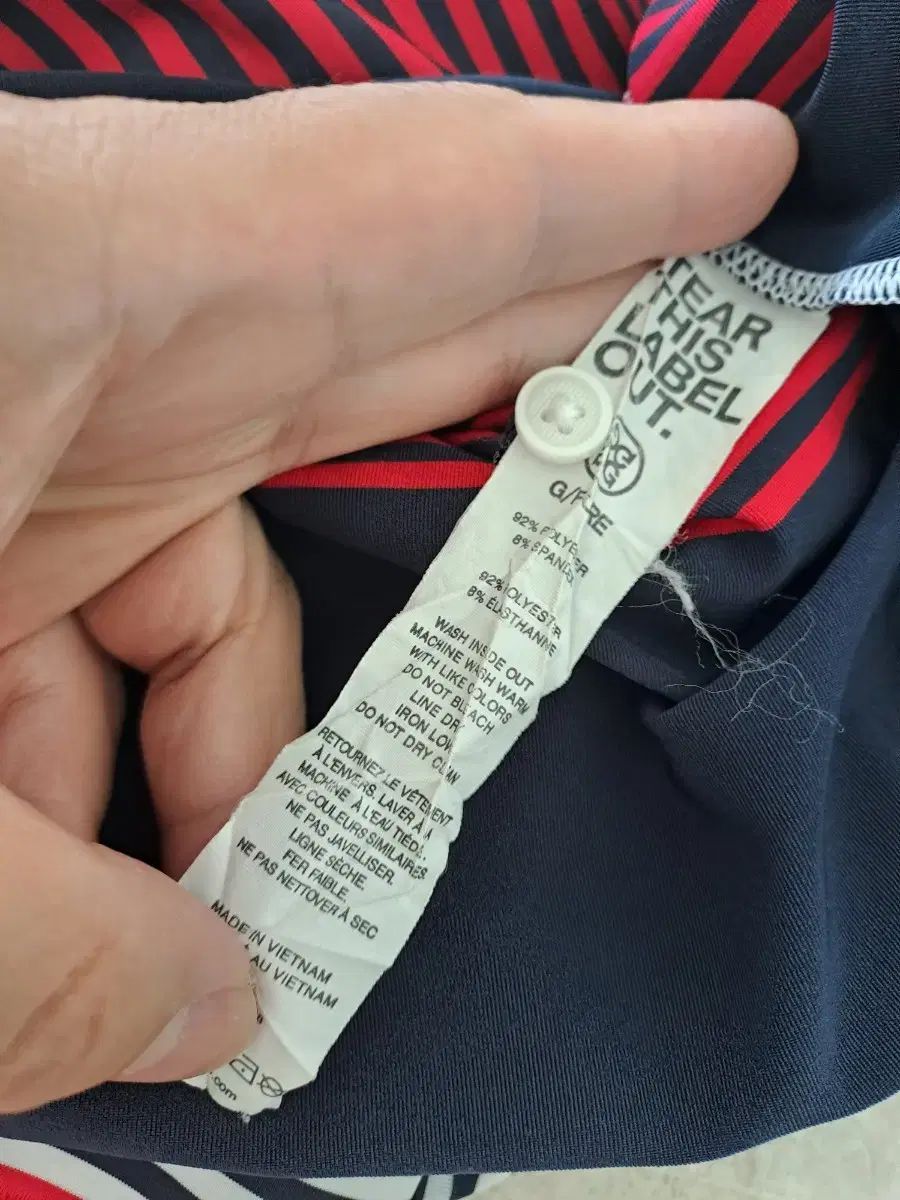 TEAR
THIS
LABEL
OUT.
92%
8% SPANDEX
92% POLYESTER
8% ÉLASTHANNE
WASH INSIDE OUT
MACHINE WASH WARM
WITH LIKE COLORS
DO NOT BLEACH
LINE DRY
IRON LOW
DO NOT DRY CLEAN
RETOURNEZ LE VÊTEMENT
À L'ENVERS, LAVER À LA
MACHINE À L'EAU TIÈDE,
AVEC COULEURS SIMILAIRES.
NE PAS JAVELLISER.
LIGNE SÈCHE.
FER FAIBLE.
NE PAS NETTOYER À SEC
MADE IN VIETNAM
AU VIETNAM
.com